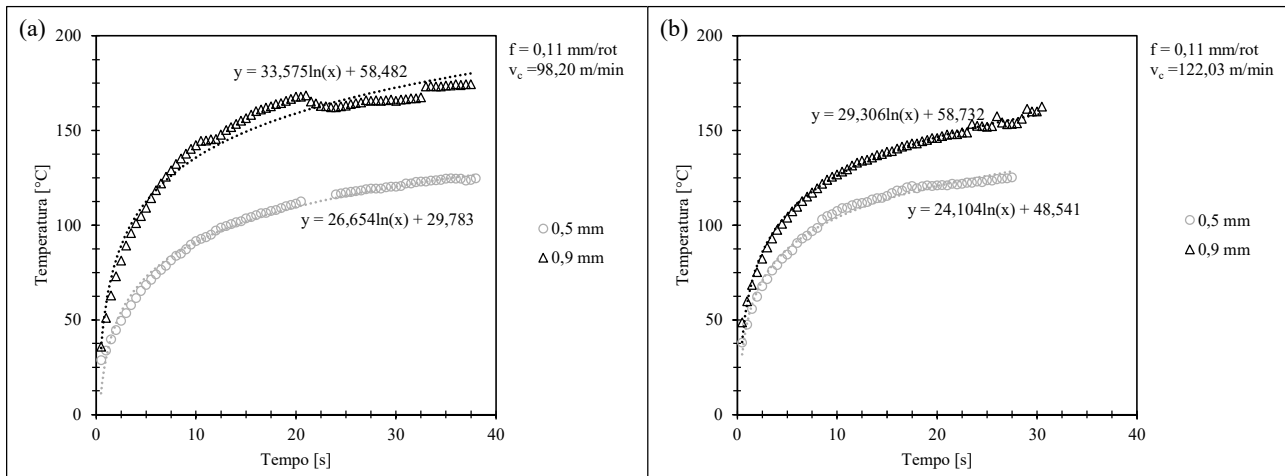 (a)
200
150
100
50
0
0
10
20
30
40
Temperatura [°C]
Tempo [s]
y = 33,575ln(x) + 58,482
y = 26,654ln(x) + 29,783
f = 0,11 mm/rot
v_c =98,20 m/min
0,5 mm
0,9 mm
(b)
200
150
100
50
0
0
10
20
30
40
Temperatura [°C]
Tempo [s]
y = 29,306ln(x) + 58,732
y = 24,104ln(x) + 48,541
f = 0,11 mm/rot
v_c =122,03 m/min
0,5 mm
0,9 mm